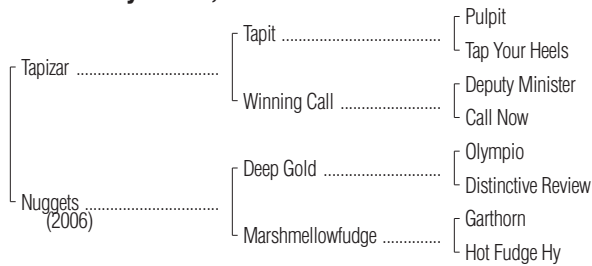 Pulpit
Tapit ....................................................
Tap Your Heels
Tapizar ...............................................
Deputy Minister
Winning Call .................................
Call Now
Olympio
Deep Gold .......................................
Distinctive Review
Nuggets .............................................
(2006)
Garthorn
Marshmellowfudge ...................
Hot Fudge Hy